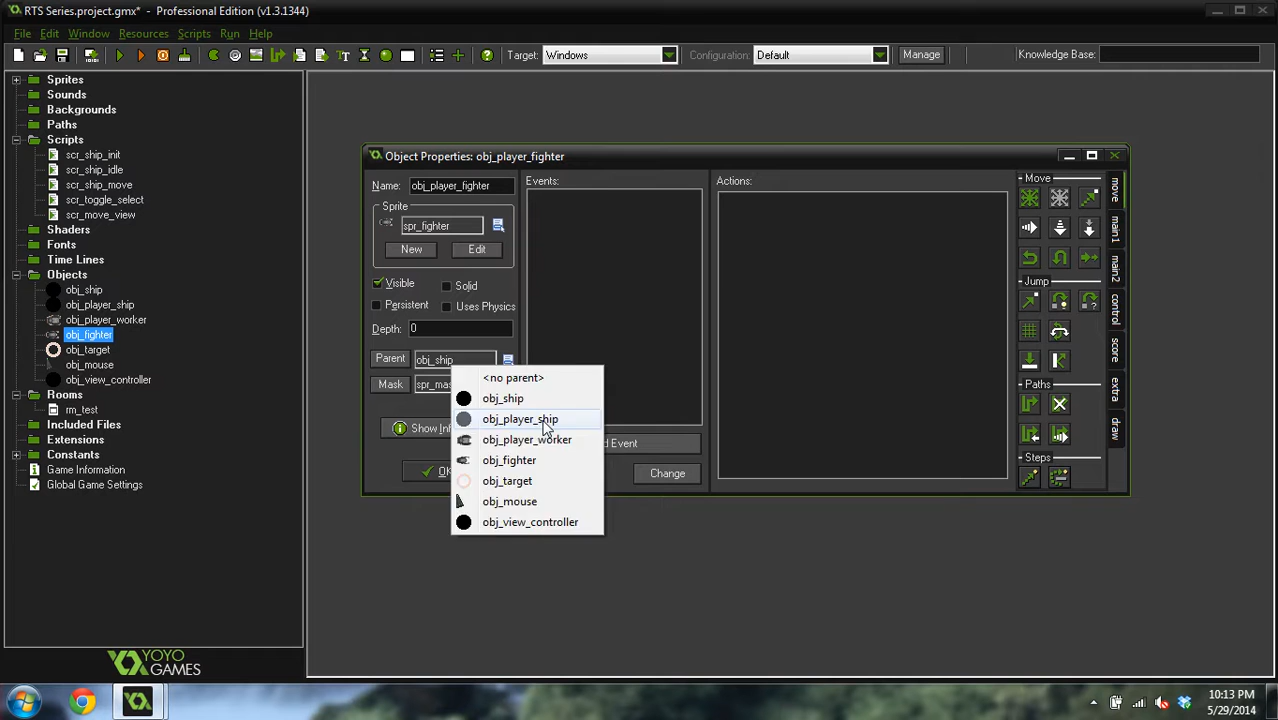 RTS Series.project.gmx* - Professional Edition (v1.3.1344)
File Edit Window Resources Scripts Run Help
Target: Windows Configuration: Default Manage Knowledge Base:
Sprites
Sounds
Backgrounds
Paths
Scripts
scr_ship_init
scr_ship_idle
scr_ship_move
scr_toggle_select
scr_move_view
Shaders
Fonts
Time Lines
Objects
obj_ship
obj_player_ship
obj_player_worker
obj_fighter
obj_target
obj_mouse
obj_view_controller
Rooms
rm_test
Included Files
Extensions
Constants
Game Information
Global Game Settings
YOYO
GAMES
Object Properties: obj_player_fighter
Name: obj_player_fighter
Sprite
spr_fighter
New Edit
Visible Solid
Persistent Uses Physics
Depth: 0
Parent obj_ship
Mask
Show
Events:
Event
Change
Actions:
<no parent>
obj_ship
obj_player_ship
obj_player_worker
obj_fighter
obj_target
obj_mouse
obj_view_controller
Move
Jump
Paths
Steps
move
main1
main2
control
score
extra
draw
10:13 PM
5/29/2014